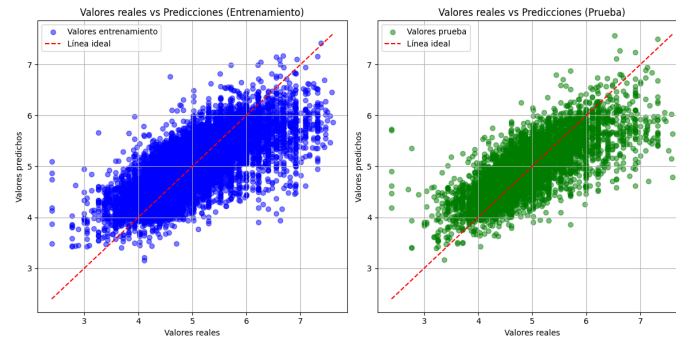 Valores reales vs Predicciones (Entrenamiento)
Valores entrenamiento
Línea ideal
Valores predichos
7
6
5
4
3
3
4
5
6
7
Valores reales
Valores reales vs Predicciones (Prueba)
Valores prueba
Línea ideal
Valores predichos
7
6
5
4
3
3
4
5
6
7
Valores reales